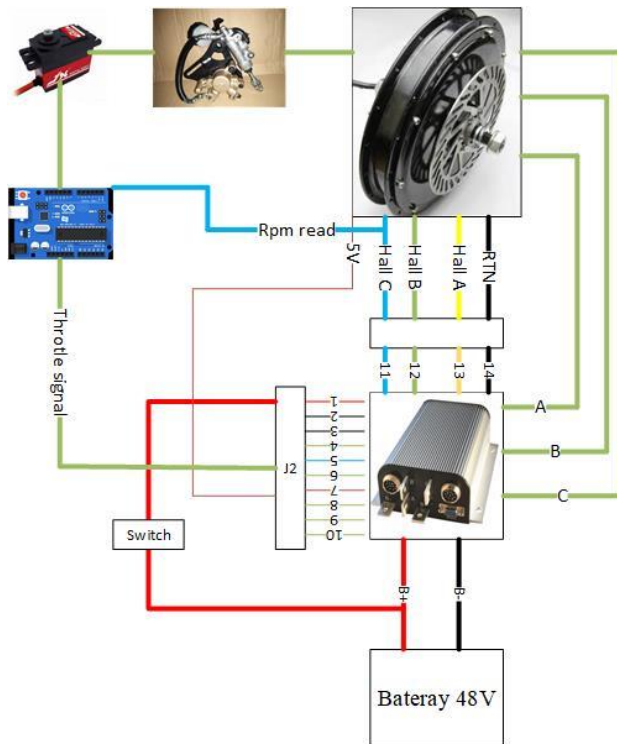 Rpm read
5V
Hall C
Hall B
Hall A
RTN
Throtle signal
11
12
13
14
1
2
3
4
5
6
7
8
9
10
J2
A
B
C
Switch
B+
B-
Bateray 48V